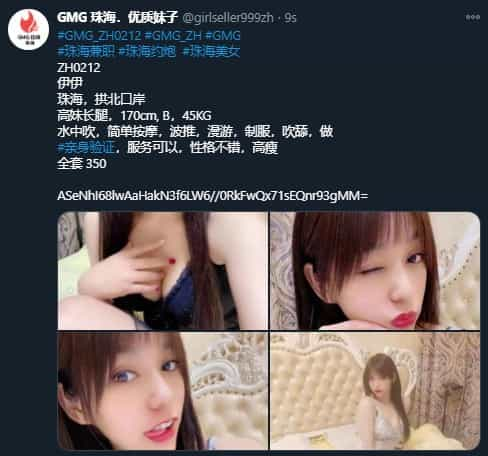 GMG 珠海．优质妹子 @girlseller999zh · 9s
#GMG_ZH0212 #GMG_ZH #GMG
#珠海兼职 #珠海约炮 #珠海美女
ZH0212
伊伊
珠海，拱北口岸
高妹长腿，170cm, B，45KG
水中吹，简单按摩，波推，漫游，制服，吹舔，做
#亲身验证，服务可以，性格不错，高瘦
全套 350
ASeNhI68lwAaHakN3f6LW6//0RkFwQx71sEQnr93gMM=